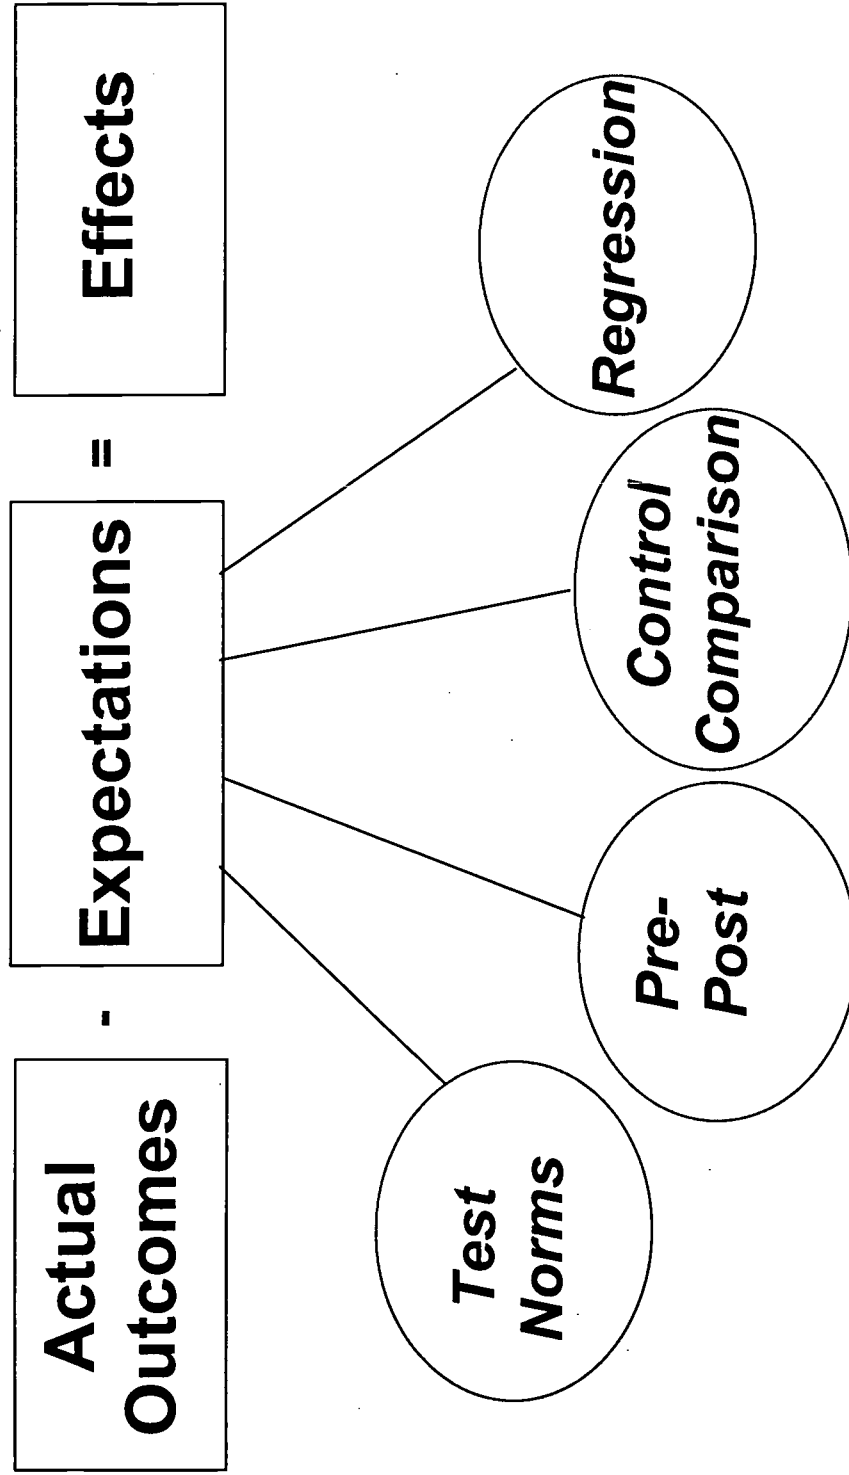 Actual
Outcomes
-
Expectations
=
Effects
Test
Norms
Pre-
Post
Control
Comparison
Regression